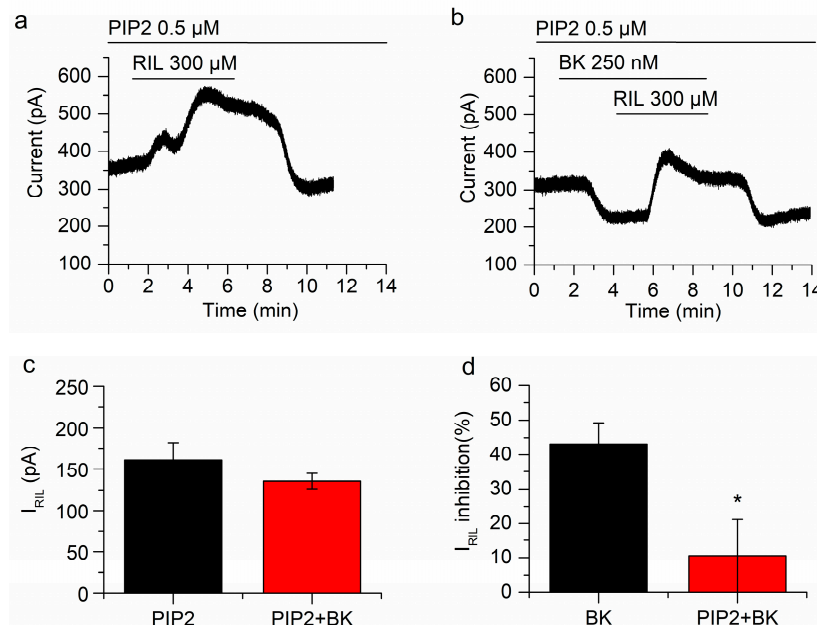 a
PIP2 0.5 µM
RIL 300 µM
600
500
400
300
200
100
Current (pA)
0 2 4 6 8 10 12 14
Time (min)
b
PIP2 0.5 µM
BK 250 nM
RIL 300 µM
600
500
400
300
200
100
Current (pA)
0 2 4 6 8 10 12 14
Time (min)
c
250
200
150
100
50
0
I_RIL (pA)
PIP2 PIP2+BK
d
60
50
40
30
20
10
0
I_RIL inhibition(%)
*
BK PIP2+BK